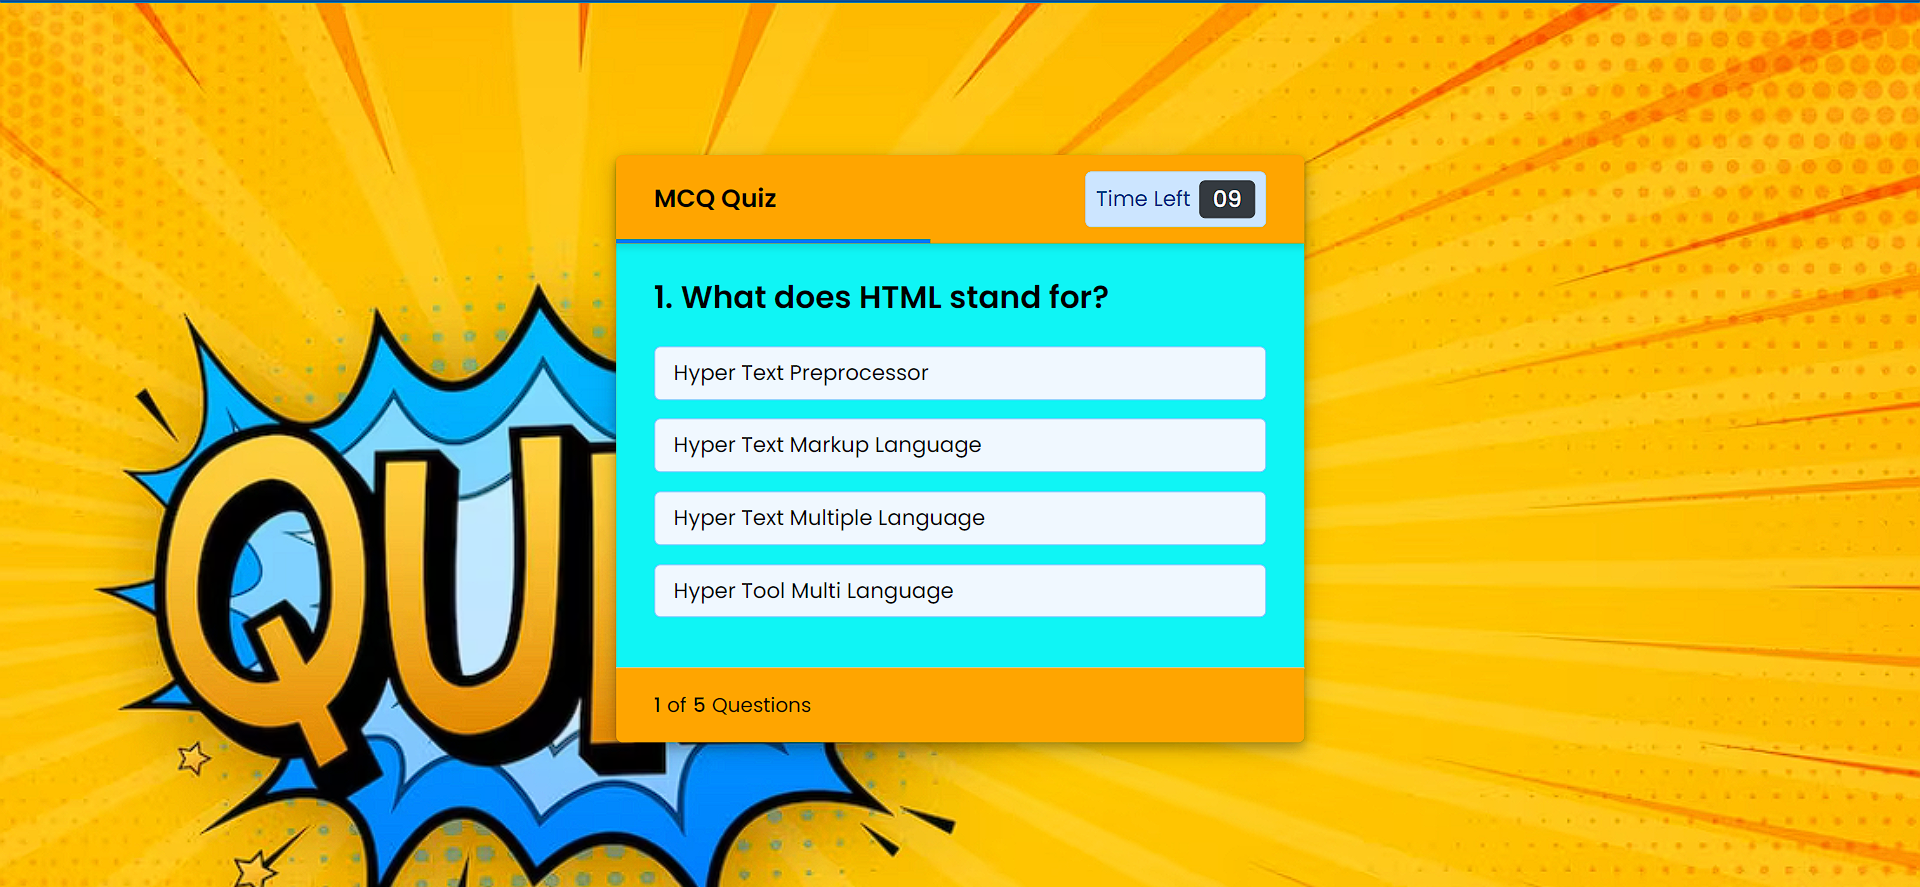 MCQ Quiz
Time Left 09
1. What does HTML stand for?
Hyper Text Preprocessor
Hyper Text Markup Language
Hyper Text Multiple Language
Hyper Tool Multi Language
1 of 5 Questions
QU